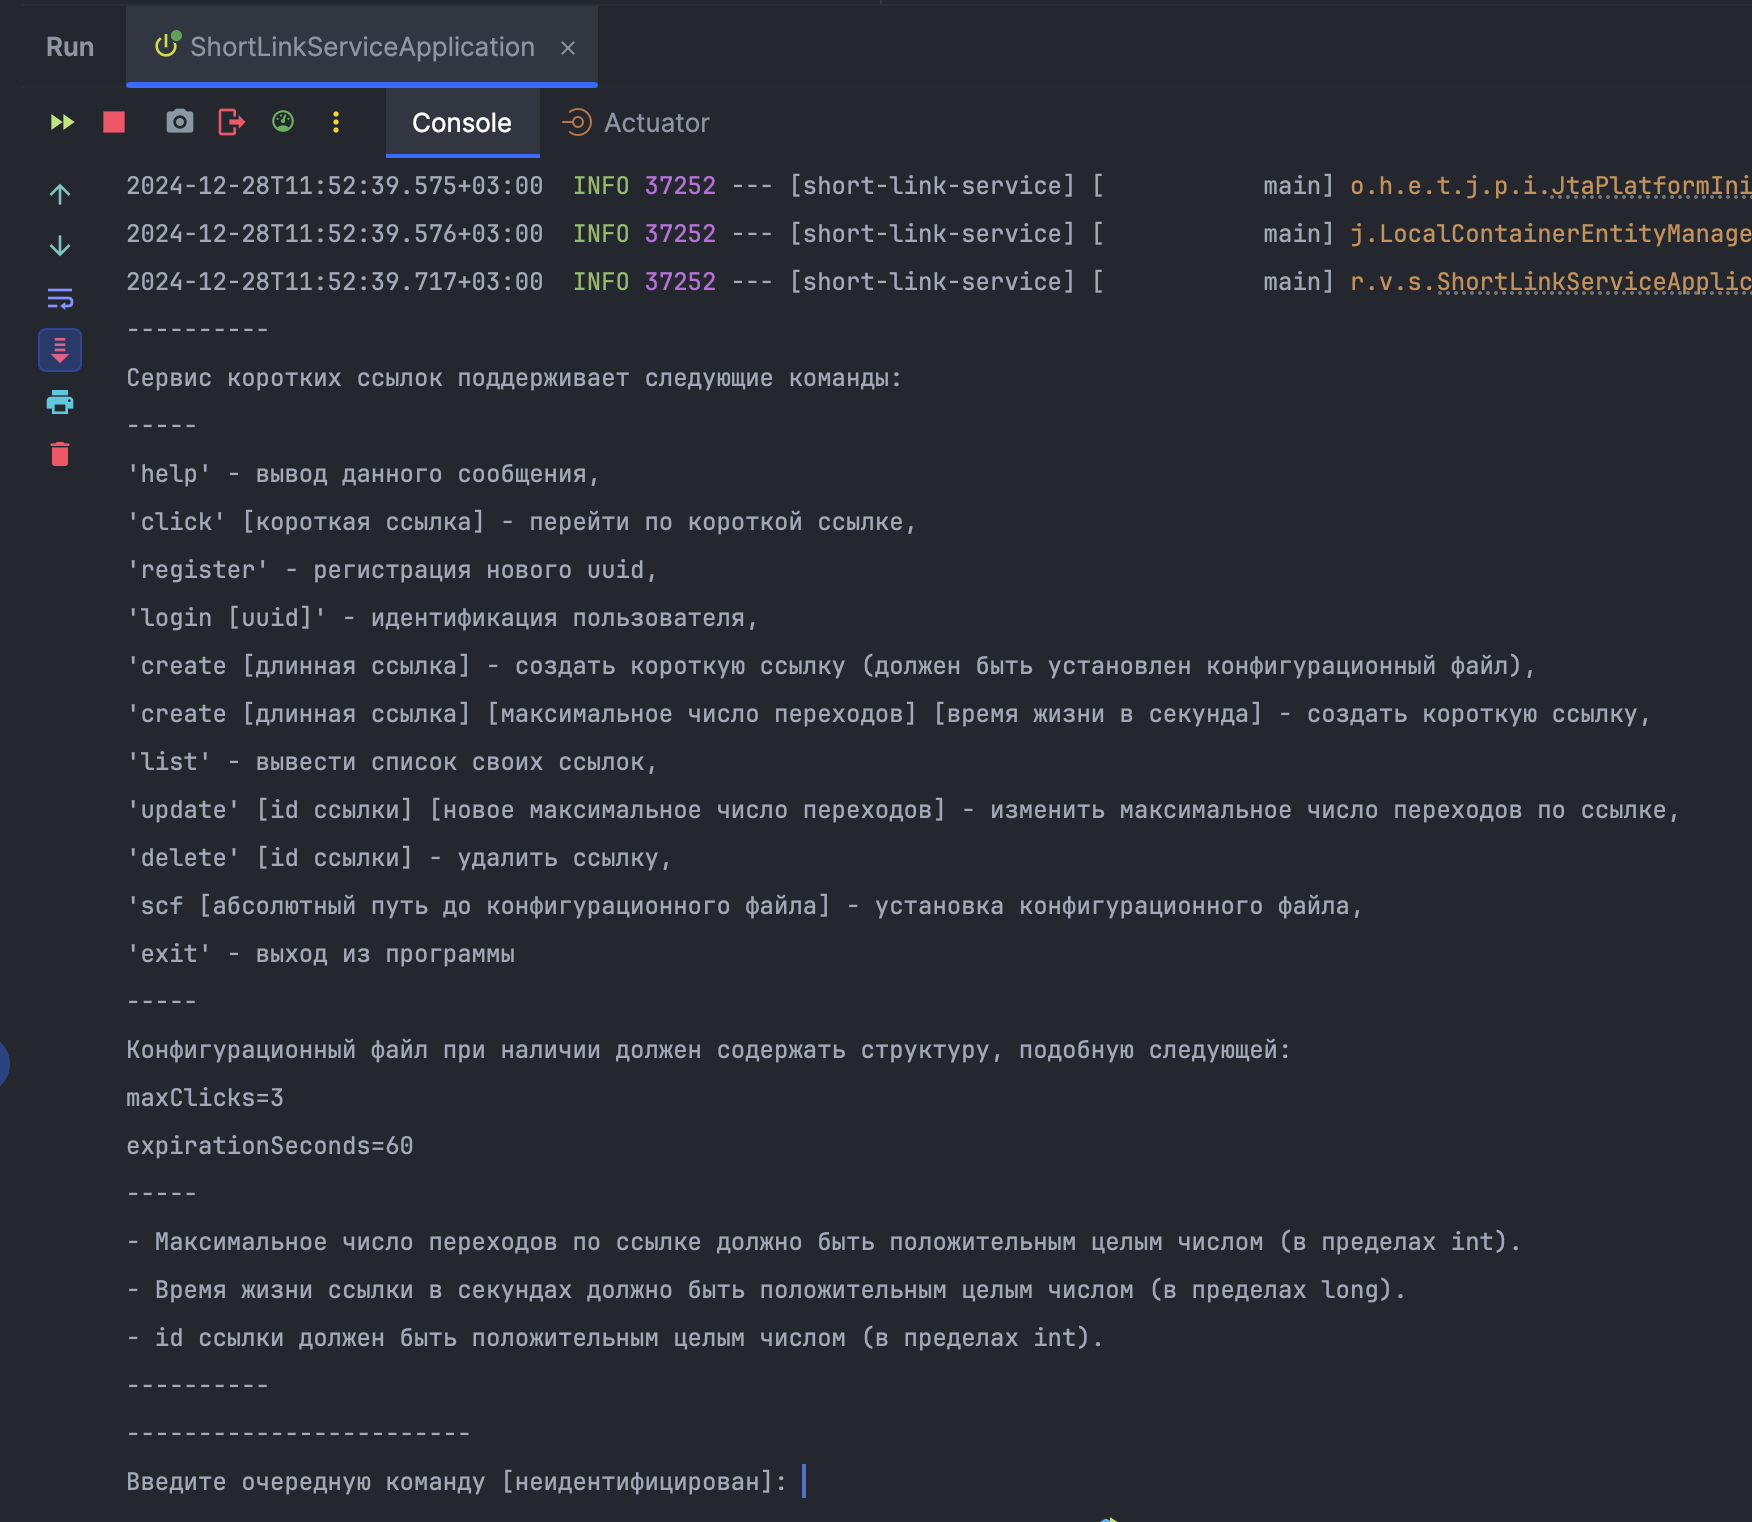 Run ShortLinkServiceApplication
Console Actuator
2024-12-28T11:52:39.575+03:00  INFO 37252 --- [short-link-service] [           main] o.h.e.t.j.p.i.JtaPlatformIni
2024-12-28T11:52:39.576+03:00  INFO 37252 --- [short-link-service] [           main] j.LocalContainerEntityManage
2024-12-28T11:52:39.717+03:00  INFO 37252 --- [short-link-service] [           main] r.v.s.ShortLinkServiceApplic
----------
Сервис коротких ссылок поддерживает следующие команды:
-----
'help' - вывод данного сообщения,
'click' [короткая ссылка] - перейти по короткой ссылке,
'register' - регистрация нового uuid,
'login [uuid]' - идентификация пользователя,
'create [длинная ссылка] - создать короткую ссылку (должен быть установлен конфигурационный файл),
'create [длинная ссылка] [максимальное число переходов] [время жизни в секунда] - создать короткую ссылку,
'list' - вывести список своих ссылок,
'update' [id ссылки] [новое максимальное число переходов] - изменить максимальное число переходов по ссылке,
'delete' [id ссылки] - удалить ссылку,
'scf [абсолютный путь до конфигурационного файла] - установка конфигурационного файла,
'exit' - выход из программы
-----
Конфигурационный файл при наличии должен содержать структуру, подобную следующей:
maxClicks=3
expirationSeconds=60
-----
- Максимальное число переходов по ссылке должно быть положительным целым числом (в пределах int).
- Время жизни ссылки в секундах должно быть положительным целым числом (в пределах long).
- id ссылки должен быть положительным целым числом (в пределах int).
----------
------------------------
Введите очередную команду [неидентифицирован]: